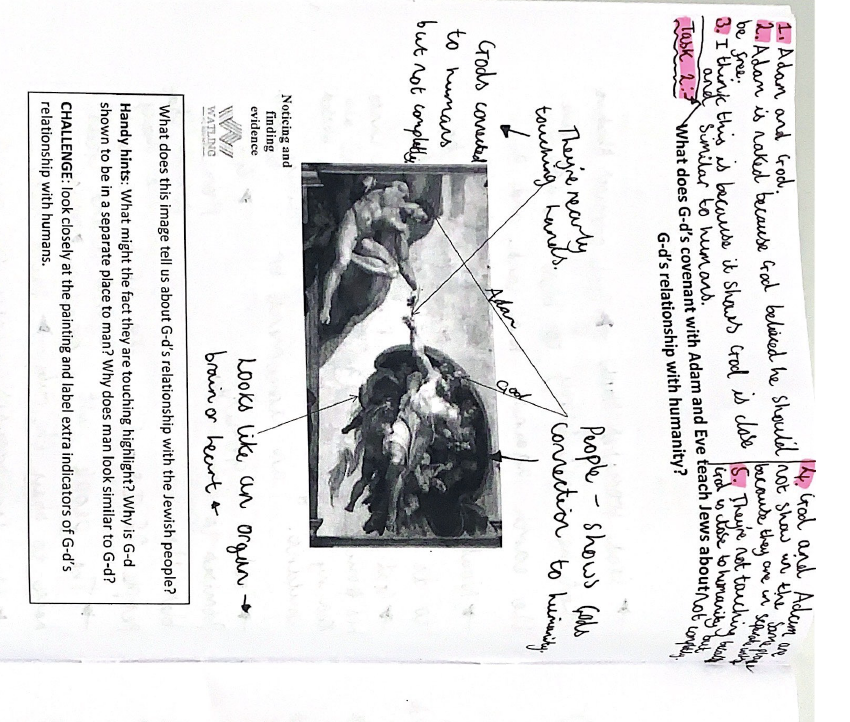 1. Adam and God.
2. Adam is naked because God believed he should
be free.
3. I think this is because it shows God is close
and similar to humans.
4. God and Adam are
not show in the same
because they are in separate place
5. They're not touching
God is close to humanity but
not completely.
Task 2:
What does G-d's covenant with Adam and Eve teach Jews about
G-d's relationship with humanity?
They're nearly
touching hands.
Gods connected
to humans
but not completely
Adam
God
People - shows Gods
connection to humanity.
Looks like an organ →
brain or heart
Noticing and
finding
evidence
WATLING
What does this image tell us about G-d's relationship with the Jewish people?
Handy hints: What might the fact they are touching highlight? Why is G-d
shown to be in a separate place to man? Why does man look similar to G-d?
CHALLENGE: look closely at the painting and label extra indicators of G-d's
relationship with humans.